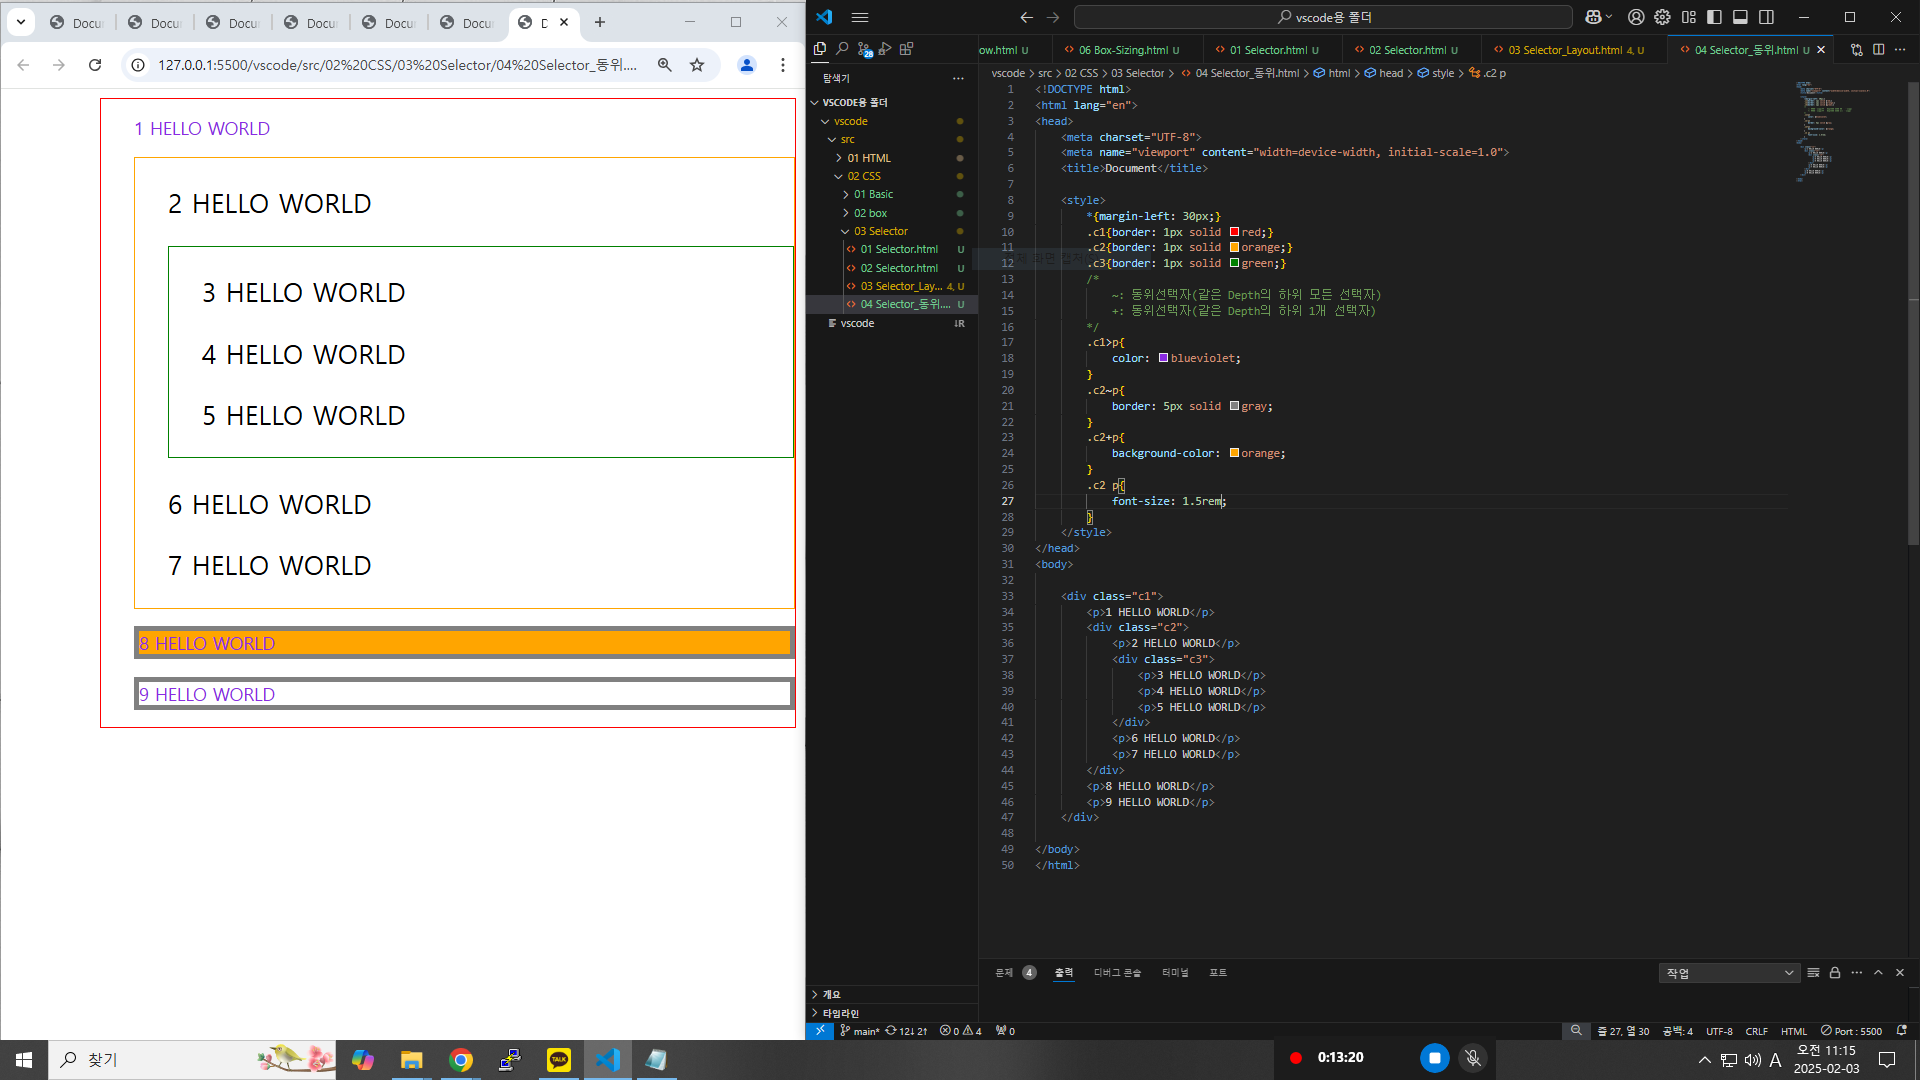 Docu
Docu
Docu
Docu
Docu
Docu
D
127.0.0.1:5500/vscode/src/02%20CSS/03%20Selector/04%20Selector_동위....
1 HELLO WORLD
2 HELLO WORLD
3 HELLO WORLD
4 HELLO WORLD
5 HELLO WORLD
6 HELLO WORLD
7 HELLO WORLD
8 HELLO WORLD
9 HELLO WORLD
vscode용 폴더
탐색기
VSCODE용 폴더
vscode
src
01 HTML
02 CSS
01 Basic
02 box
03 Selector
01 Selector.html U
02 Selector.html U
03 Selector_Lay... 4, U
04 Selector_동위.... U
vscode
개요
타임라인
28
ow.html U
06 Box-Sizing.html U
01 Selector.html U
02 Selector.html U
03 Selector_Layout.html 4, U
04 Selector_동위.html U
vscode > src > 02 CSS > 03 Selector > 04 Selector_동위.html > html > head > style > .c2 p
1 <!DOCTYPE html>
2 <html lang="en">
3 <head>
4 <meta charset="UTF-8">
5 <meta name="viewport" content="width=device-width, initial-scale=1.0">
6 <title>Document</title>
7
8 <style>
9 *{margin-left: 30px;}
10 .c1{border: 1px solid red;}
11 .c2{border: 1px solid orange;}
12 .c3{border: 1px solid green;}
13 /*
14 ~: 동위선택자(같은 Depth의 하위 모든 선택자)
15 +: 동위선택자(같은 Depth의 하위 1개 선택자)
16 */
17 .c1>p{
18 color: blueviolet;
19 }
20 .c2~p{
21 border: 5px solid gray;
22 }
23 .c2+p{
24 background-color: orange;
25 }
26 .c2 p{
27 font-size: 1.5rem;
28 }
29 </style>
30 </head>
31 <body>
32
33 <div class="c1">
34 <p>1 HELLO WORLD</p>
35 <div class="c2">
36 <p>2 HELLO WORLD</p>
37 <div class="c3">
38 <p>3 HELLO WORLD</p>
39 <p>4 HELLO WORLD</p>
40 <p>5 HELLO WORLD</p>
41 </div>
42 <p>6 HELLO WORLD</p>
43 <p>7 HELLO WORLD</p>
44 </div>
45 <p>8 HELLO WORLD</p>
46 <p>9 HELLO WORLD</p>
47 </div>
48
49 </body>
50 </html>
문제 4 출력 디버그 콘솔 터미널 포트
작업
main* 12↓ 2↑ 0 4 0
줄 27, 열 30 공백: 4 UTF-8 CRLF HTML Port : 5500
찾기
TALK
0:13:20
A
오전 11:15
2025-02-03